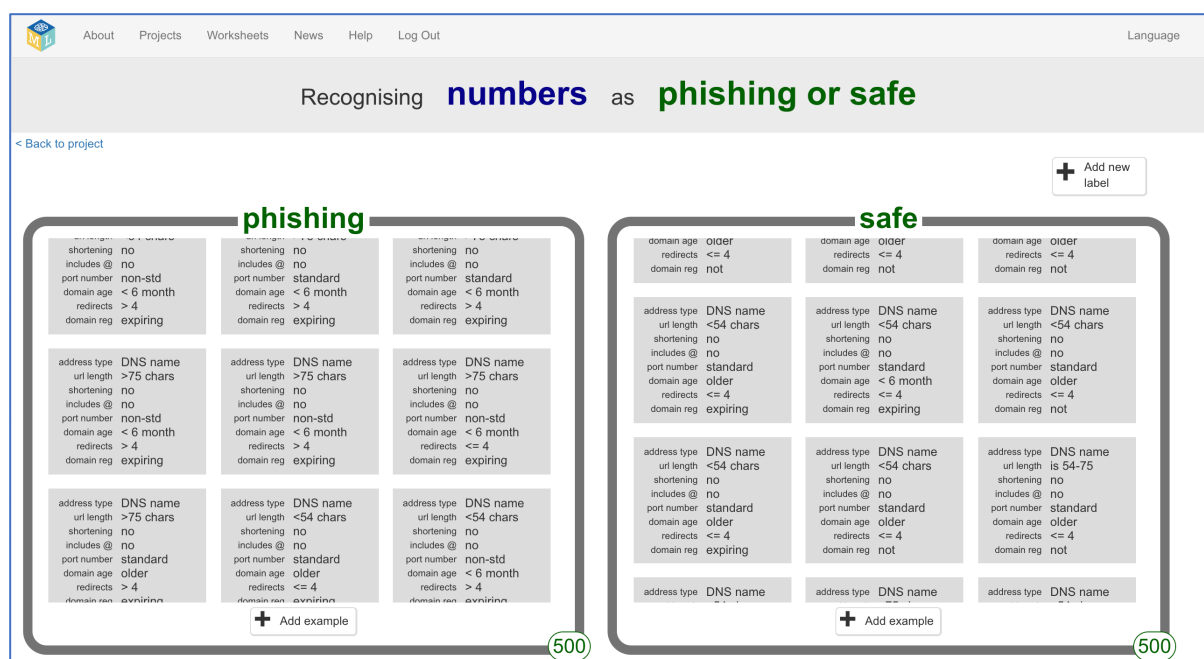 About Projects Worksheets News Help Log Out Language
Recognising numbers as phishing or safe
< Back to project
Add new
label
phishing
shortening no
includes @ no
port number non-std
domain age < 6 month
redirects > 4
domain reg expiring
shortening no
includes @ no
port number standard
domain age < 6 month
redirects > 4
domain reg expiring
shortening no
includes @ no
port number standard
domain age < 6 month
redirects > 4
domain reg expiring
address type DNS name
url length >75 chars
shortening no
includes @ no
port number non-std
domain age < 6 month
redirects > 4
domain reg expiring
address type DNS name
url length >75 chars
shortening no
includes @ no
port number non-std
domain age < 6 month
redirects > 4
domain reg expiring
address type DNS name
url length >75 chars
shortening no
includes @ no
port number non-std
domain age < 6 month
redirects <= 4
domain reg expiring
address type DNS name
url length >75 chars
shortening no
includes @ no
port number standard
domain age older
redirects > 4
domain reg expiring
address type DNS name
url length <54 chars
shortening no
includes @ no
port number standard
domain age older
redirects <= 4
domain reg expiring
address type DNS name
url length <54 chars
shortening no
includes @ no
port number non-std
domain age < 6 month
redirects > 4
domain reg expiring
Add example
500
safe
domain age older
redirects <= 4
domain reg not
domain age older
redirects <= 4
domain reg not
domain age older
redirects <= 4
domain reg not
address type DNS name
url length <54 chars
shortening no
includes @ no
port number standard
domain age older
redirects <= 4
domain reg expiring
address type DNS name
url length <54 chars
shortening no
includes @ no
port number standard
domain age < 6 month
redirects <= 4
domain reg expiring
address type DNS name
url length <54 chars
shortening no
includes @ no
port number standard
domain age older
redirects <= 4
domain reg not
address type DNS name
url length <54 chars
shortening no
includes @ no
port number standard
domain age older
redirects <= 4
domain reg expiring
address type DNS name
url length <54 chars
shortening no
includes @ no
port number standard
domain age older
redirects <= 4
domain reg not
address type DNS name
url length is 54-75
shortening no
includes @ no
port number standard
domain age older
redirects <= 4
domain reg not
address type DNS name
address type DNS name
address type DNS name
Add example
500